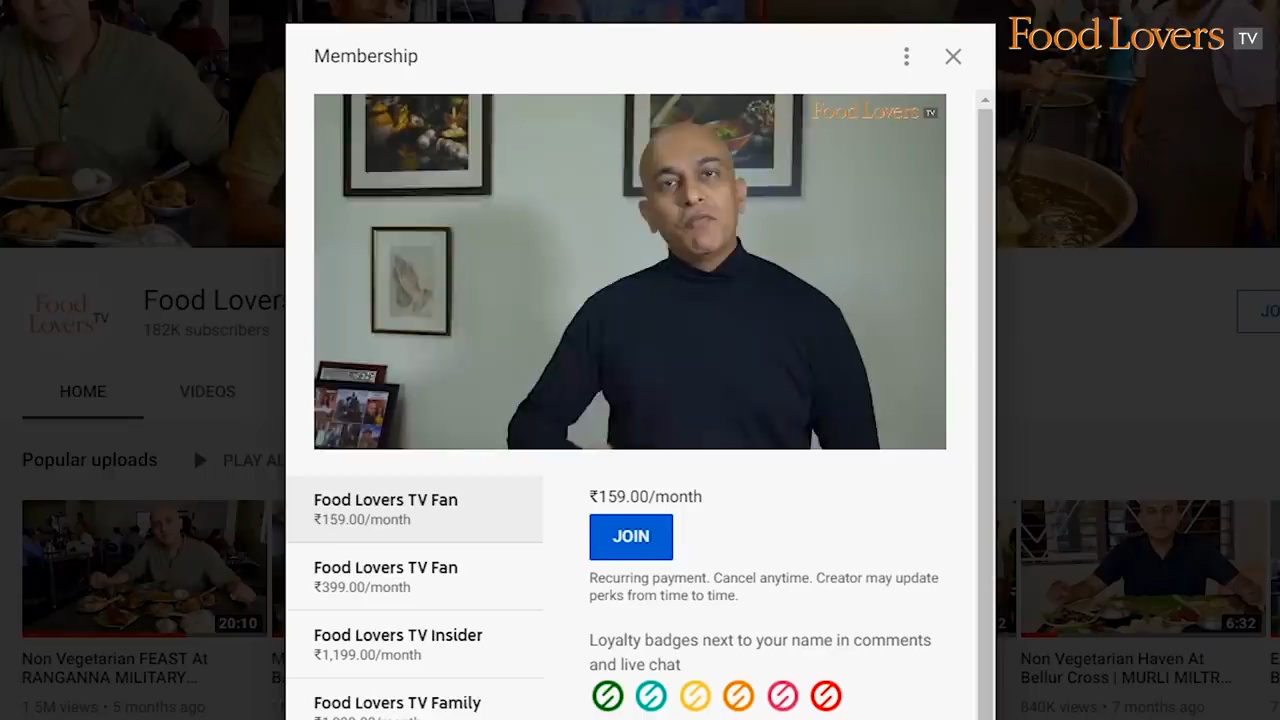 Food Lovers TV
Membership
Food Lovers TV
Food Lovers
TV
Food Lovers
182K subscribers
JO
HOME
VIDEOS
Popular uploads
PLAY AL
Food Lovers TV Fan
₹159.00/month
Food Lovers TV Fan
₹399.00/month
Food Lovers TV Insider
₹1,199.00/month
Food Lovers TV Family
₹159.00/month
JOIN
Recurring payment. Cancel anytime. Creator may update
perks from time to time.
Loyalty badges next to your name in comments
and live chat
20:10
Non Vegetarian FEAST At
RANGANNA MILITARY...
1.5M views • 5 months ago
6:32
Non Vegetarian Haven At
Bellur Cross | MURLI MILTR...
840K views • 7 months ago